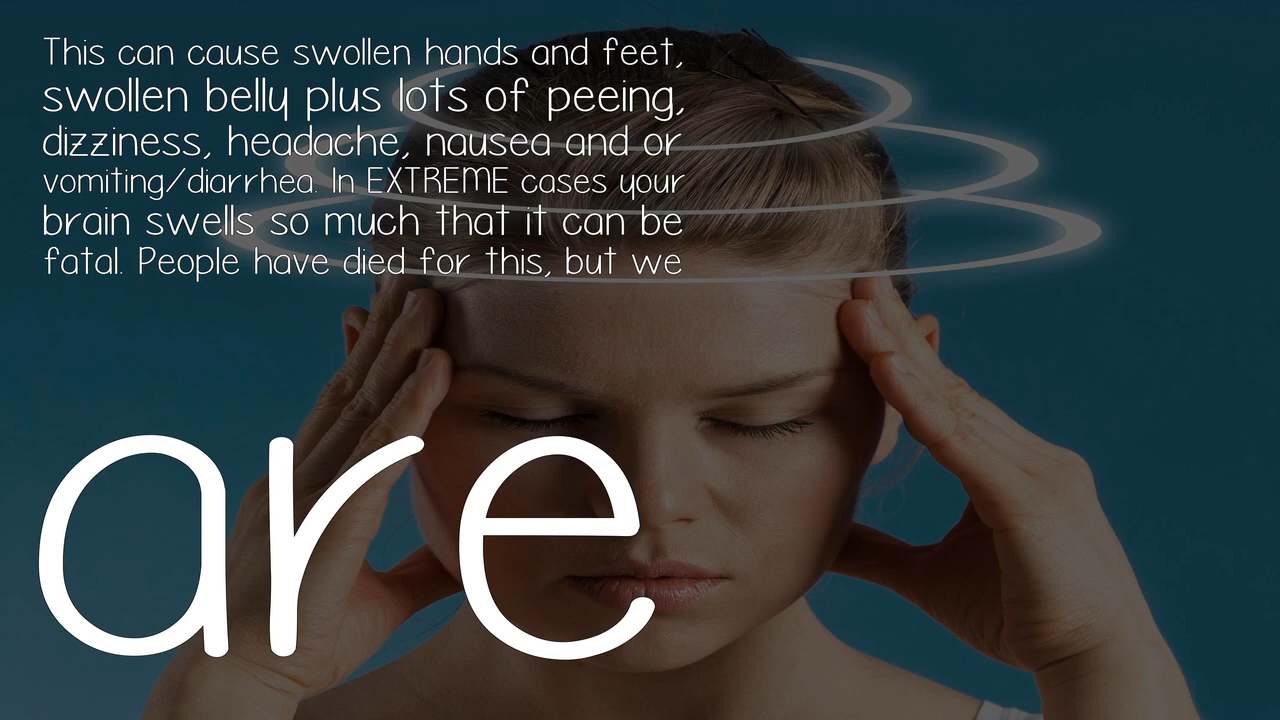 This can cause swollen hands and feet,
swollen belly plus lots of peeing,
dizziness, headache, nausea and or
vomiting/diarrhea. In EXTREME cases your
brain swells so much that it can be
fatal. People have died for this, but we
are